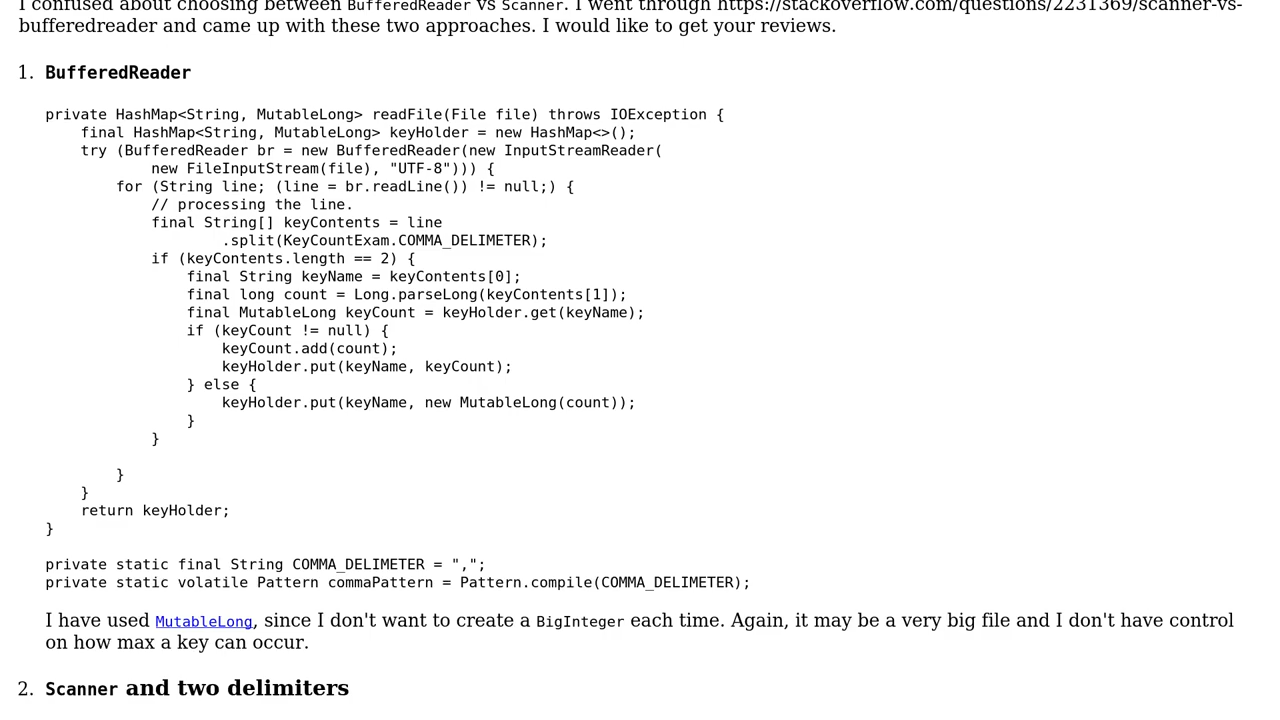 I confused about choosing between BufferedReader vs Scanner. I went through https://stackoverflow.com/questions/2231369/scanner-vs-
bufferedreader and came up with these two approaches. I would like to get your reviews.
1. BufferedReader
private HashMap<String, MutableLong> readFile(File file) throws IOException {
    final HashMap<String, MutableLong> keyHolder = new HashMap<>();
    try (BufferedReader br = new BufferedReader(new InputStreamReader(
            new FileInputStream(file), "UTF-8"))) {
        for (String line; (line = br.readLine()) != null;) {
            // processing the line.
            final String[] keyContents = line
                    .split(KeyCountExam.COMMA_DELIMETER);
            if (keyContents.length == 2) {
                final String keyName = keyContents[0];
                final long count = Long.parseLong(keyContents[1]);
                final MutableLong keyCount = keyHolder.get(keyName);
                if (keyCount != null) {
                    keyCount.add(count);
                    keyHolder.put(keyName, keyCount);
                } else {
                    keyHolder.put(keyName, new MutableLong(count));
                }
            }
        }
    }
    return keyHolder;
}
private static final String COMMA_DELIMETER = ",";
private static volatile Pattern commaPattern = Pattern.compile(COMMA_DELIMETER);
I have used MutableLong, since I don't want to create a BigInteger each time. Again, it may be a very big file and I don't have control
on how max a key can occur.
2. Scanner and two delimiters